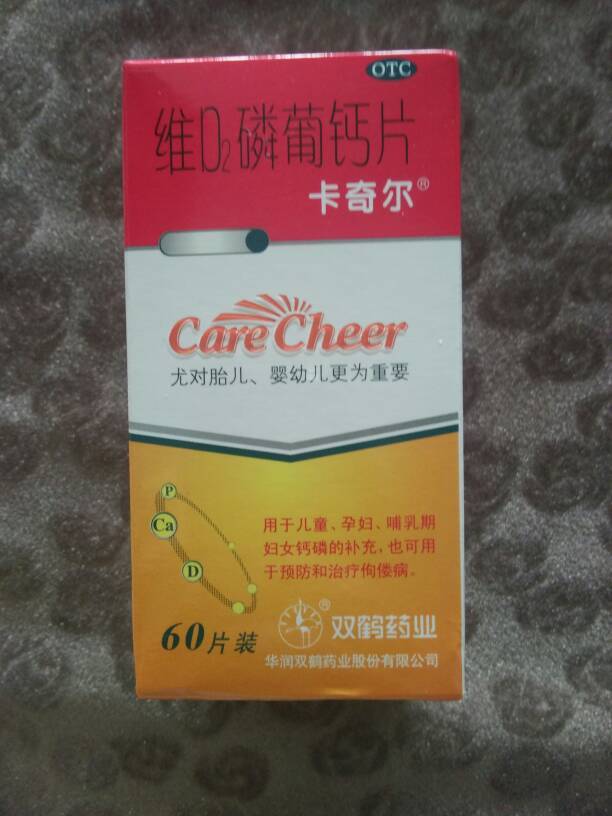 OTC
维D₂磷葡钙片
卡奇尔®
Care Cheer
尤对胎儿、婴幼儿更为重要
P
Ca
D
用于儿童、孕妇、哺乳期
妇女钙磷的补充，也可用
于预防和治疗佝偻病。
60片装
® 双鹤药业
华润双鹤药业股份有限公司